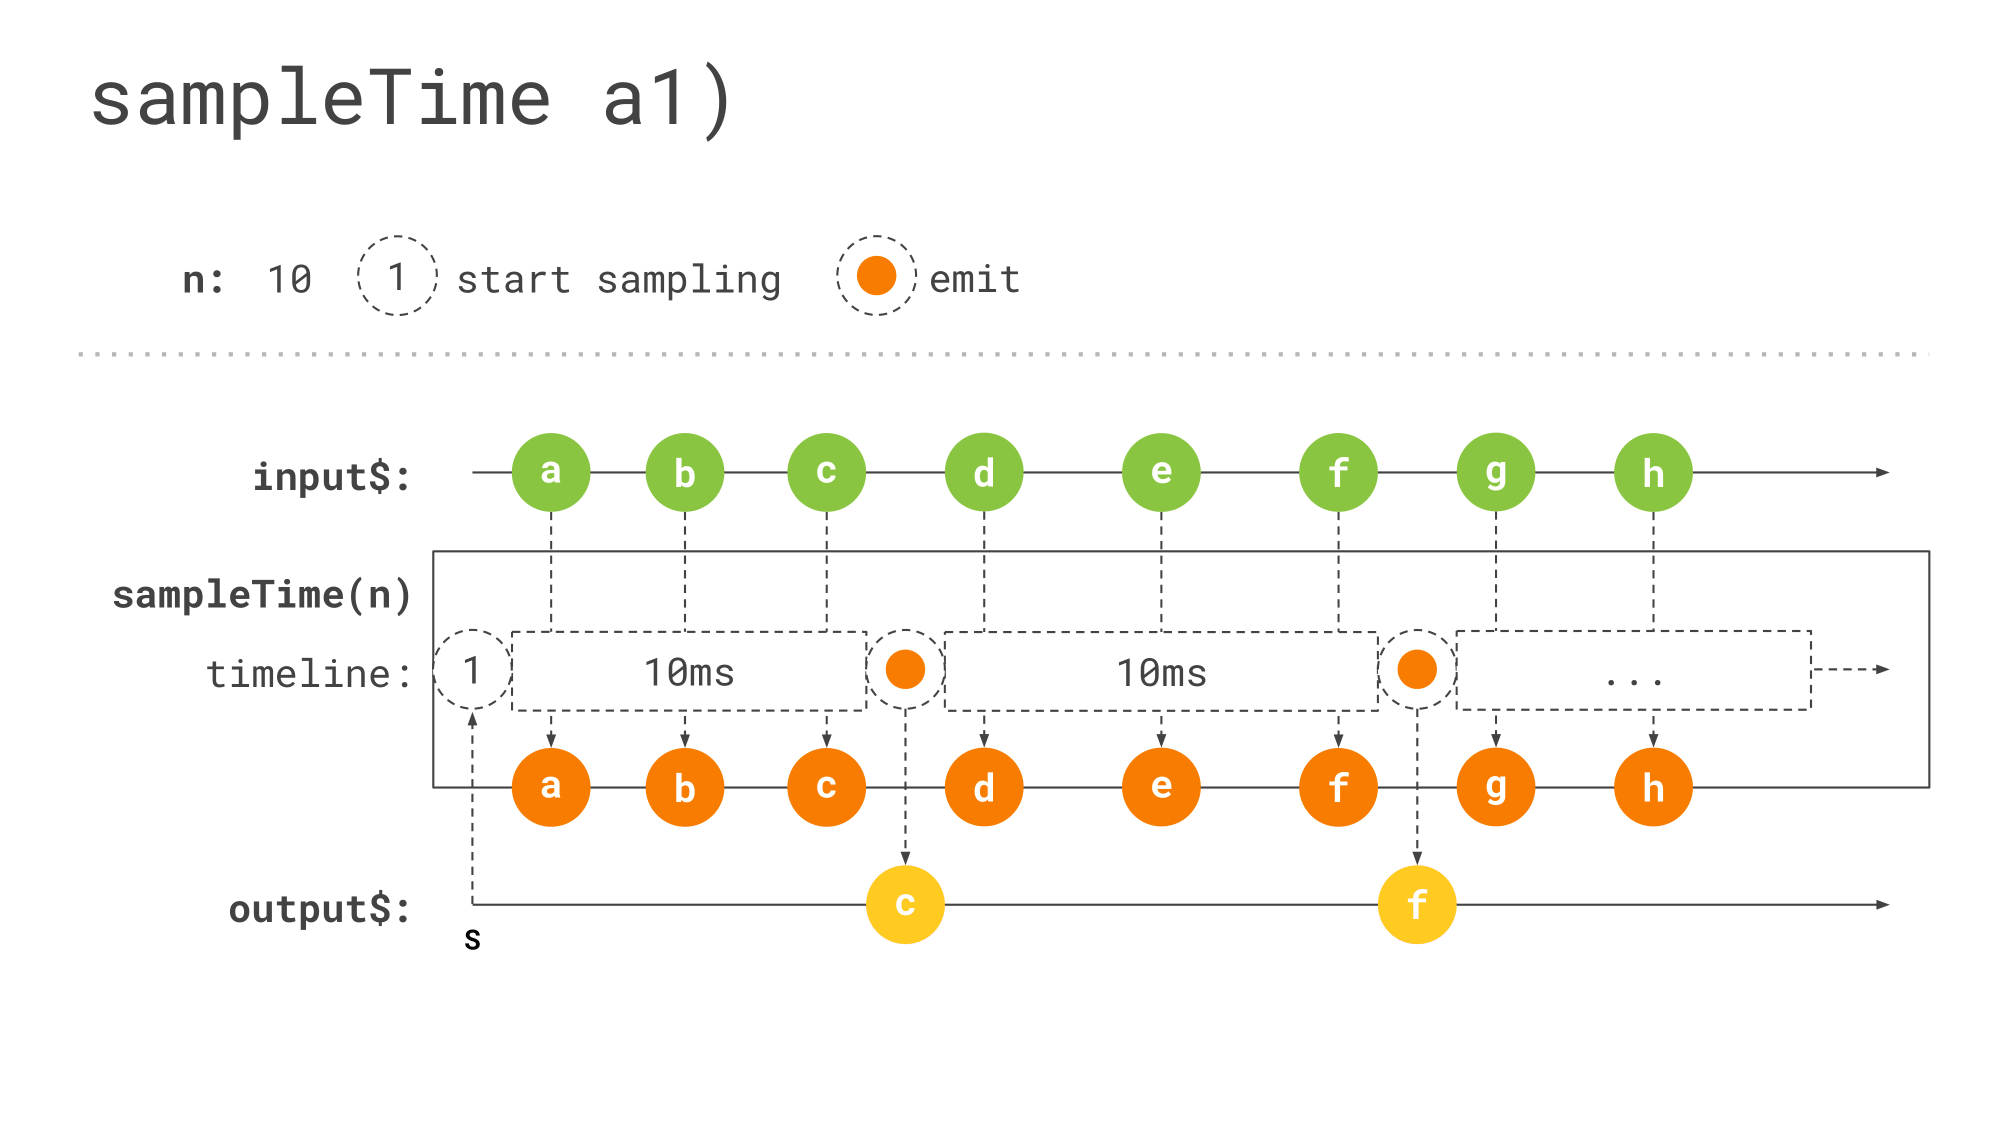 sampleTime a1)
n: 10 1 start sampling emit
input$: a b c d e f g h
sampleTime(n)
timeline: 1 10ms 10ms ...
a b c d e f g h
output$: c f
s